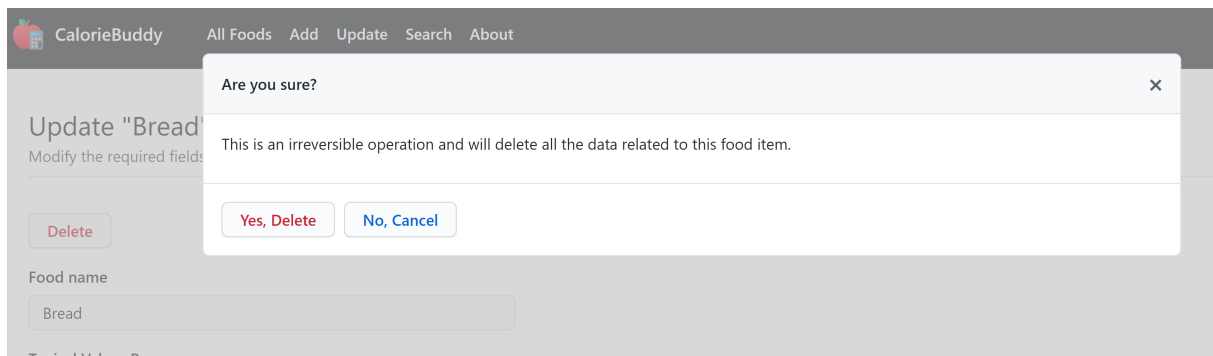 CalorieBuddy All Foods Add Update Search About
Are you sure?
This is an irreversible operation and will delete all the data related to this food item.
Yes, Delete No, Cancel
Update "Bread"
Modify the required fields
Delete
Food name
Bread